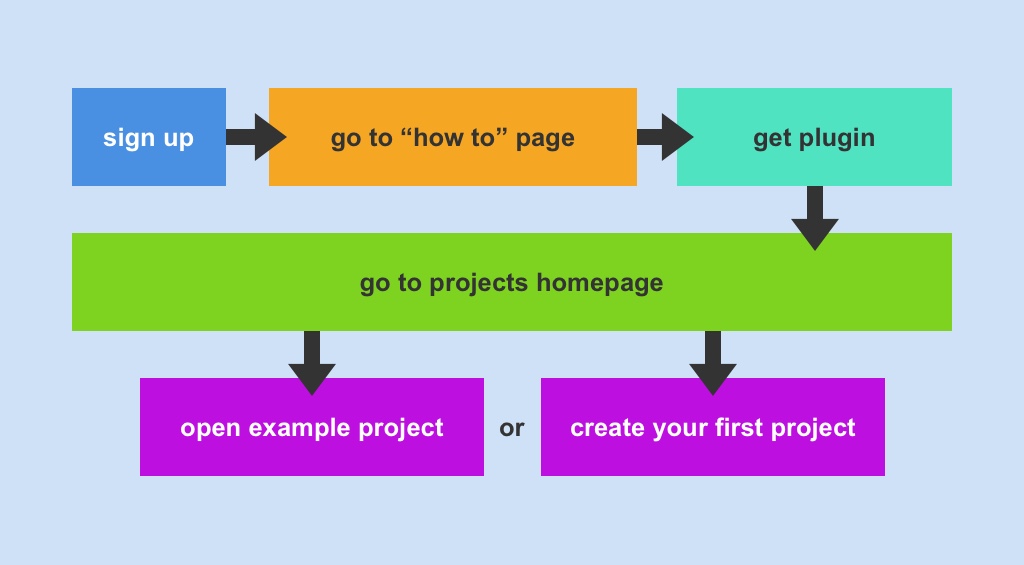 sign up
go to “how to” page
get plugin
go to projects homepage
open example project
or
create your first project